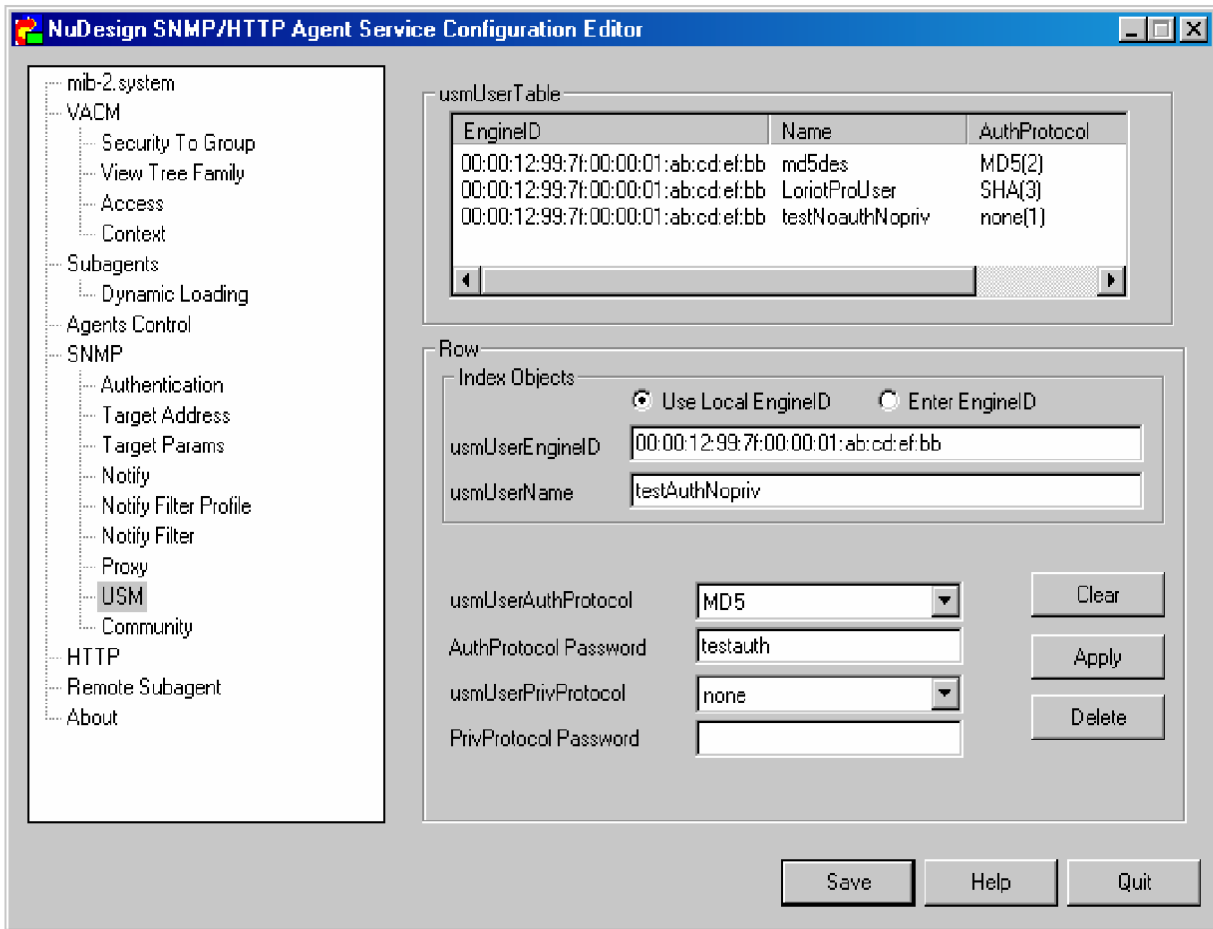 NuDesign SNMP/HTTP Agent Service Configuration Editor
mib-2.system
VACM
Security To Group
View Tree Family
Access
Context
Subagents
Dynamic Loading
Agents Control
SNMP
Authentication
Target Address
Target Params
Notify
Notify Filter Profile
Notify Filter
Proxy
USM
Community
HTTP
Remote Subagent
About
usmUserTable
EngineID Name AuthProtocol
00:00:12:99:7f:00:00:01:ab:cd:ef:bb md5des MD5(2)
00:00:12:99:7f:00:00:01:ab:cd:ef:bb LoriotProUser SHA(3)
00:00:12:99:7f:00:00:01:ab:cd:ef:bb testNoauthNopriv none(1)
Row
Index Objects
Use Local EngineID Enter EngineID
usmUserEngineID 00:00:12:99:7f:00:00:01:ab:cd:ef:bb
usmUserName testAuthNopriv
usmUserAuthProtocol MD5 Clear
AuthProtocol Password testauth Apply
usmUserPrivProtocol none Delete
PrivProtocol Password
Save Help Quit